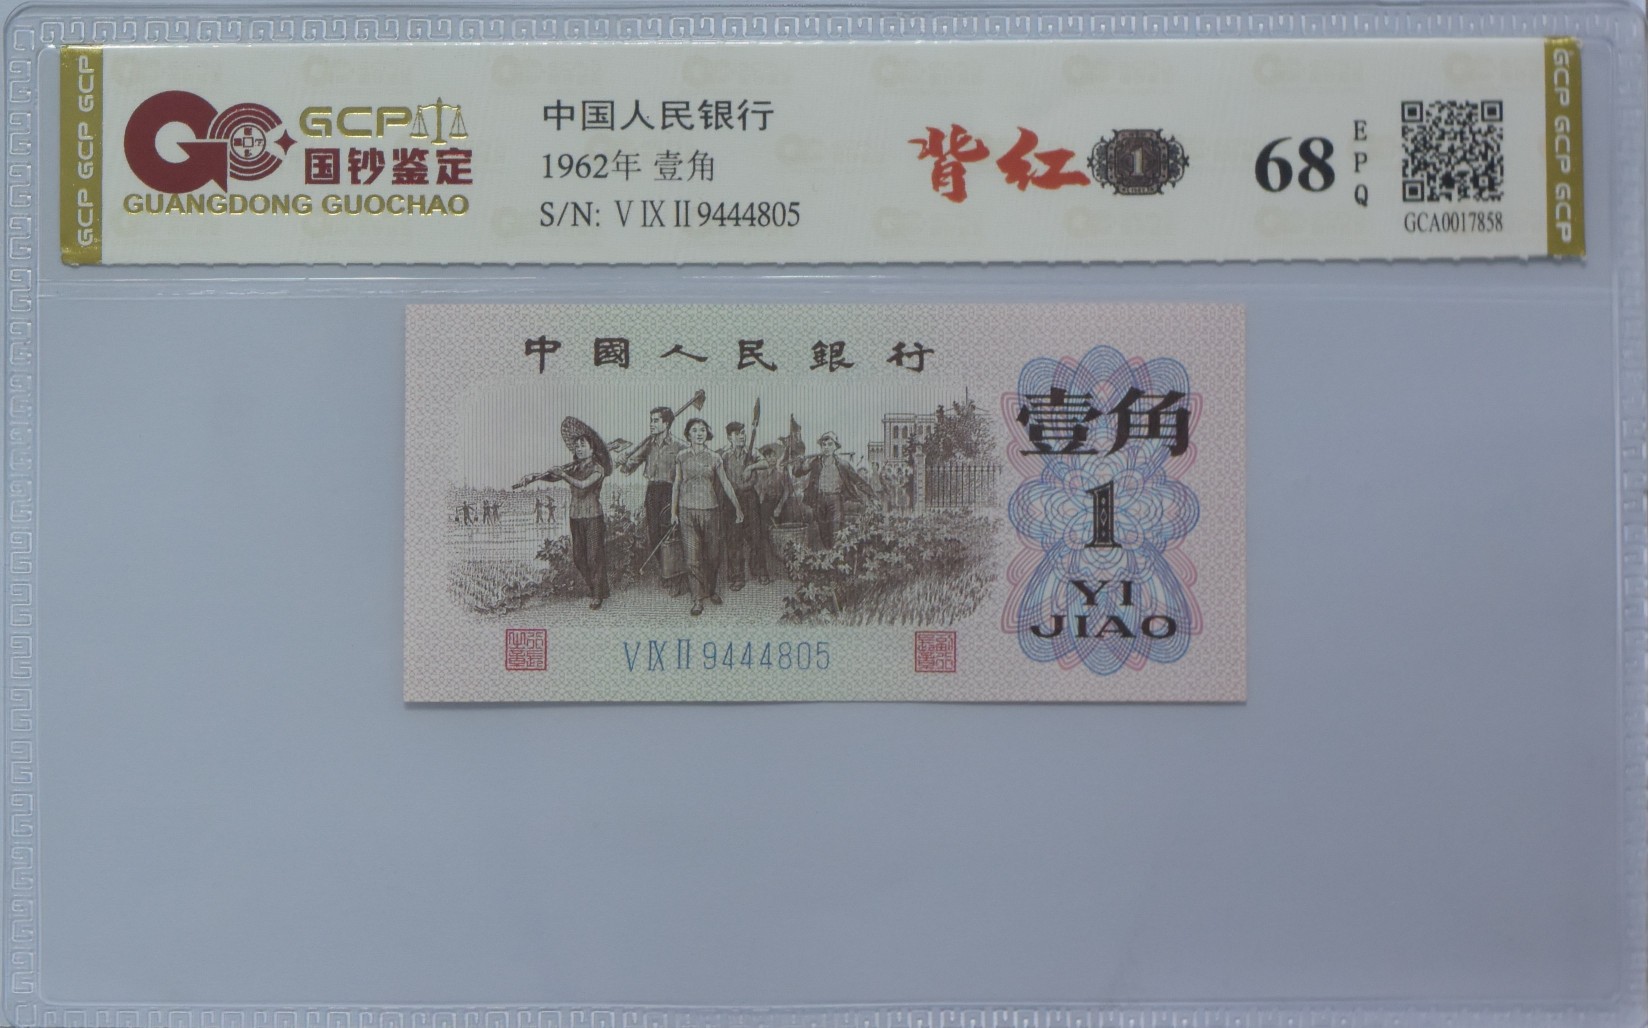 GCP GCP GCP
GCP
国钞鉴定
GUANGDONG GUOCHAO
中国人民银行
1962年 壹角
S/N: V IX II 9444805
背红
1
68
EPQ
GCA0017858
GCP GCP GCP
中國人民銀行
壹角
1
YI
JIAO
V IX II 9444805